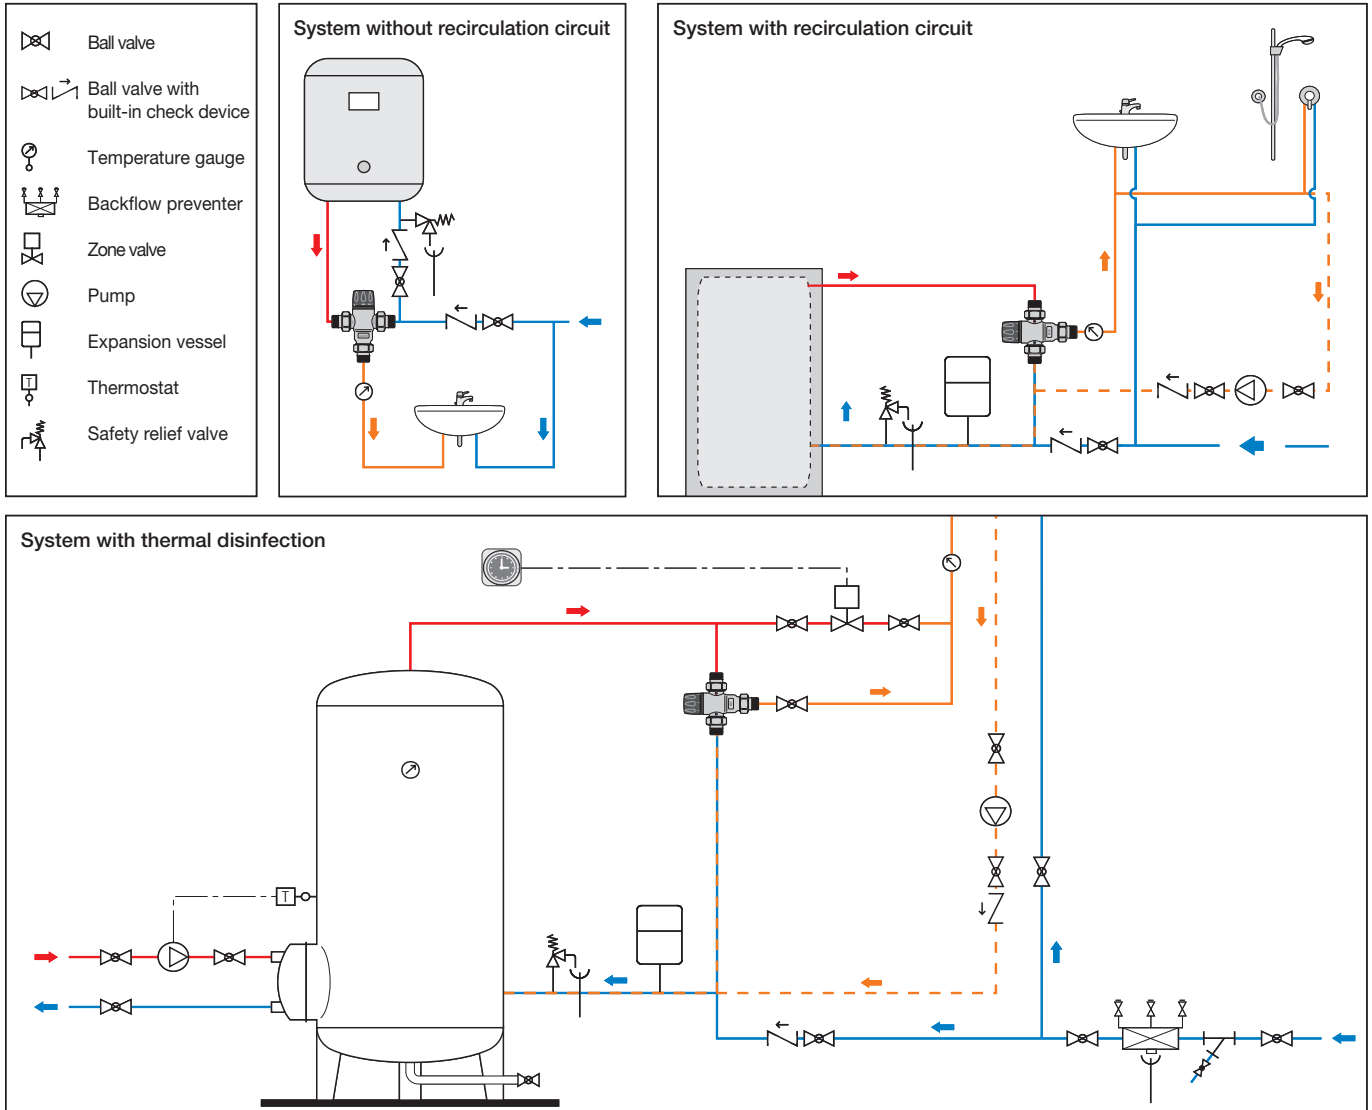 Ball valve
Ball valve with
built-in check device
Temperature gauge
Backflow preventer
Zone valve
Pump
Expansion vessel
T
Thermostat
Safety relief valve
System without recirculation circuit
System with recirculation circuit
System with thermal disinfection
T